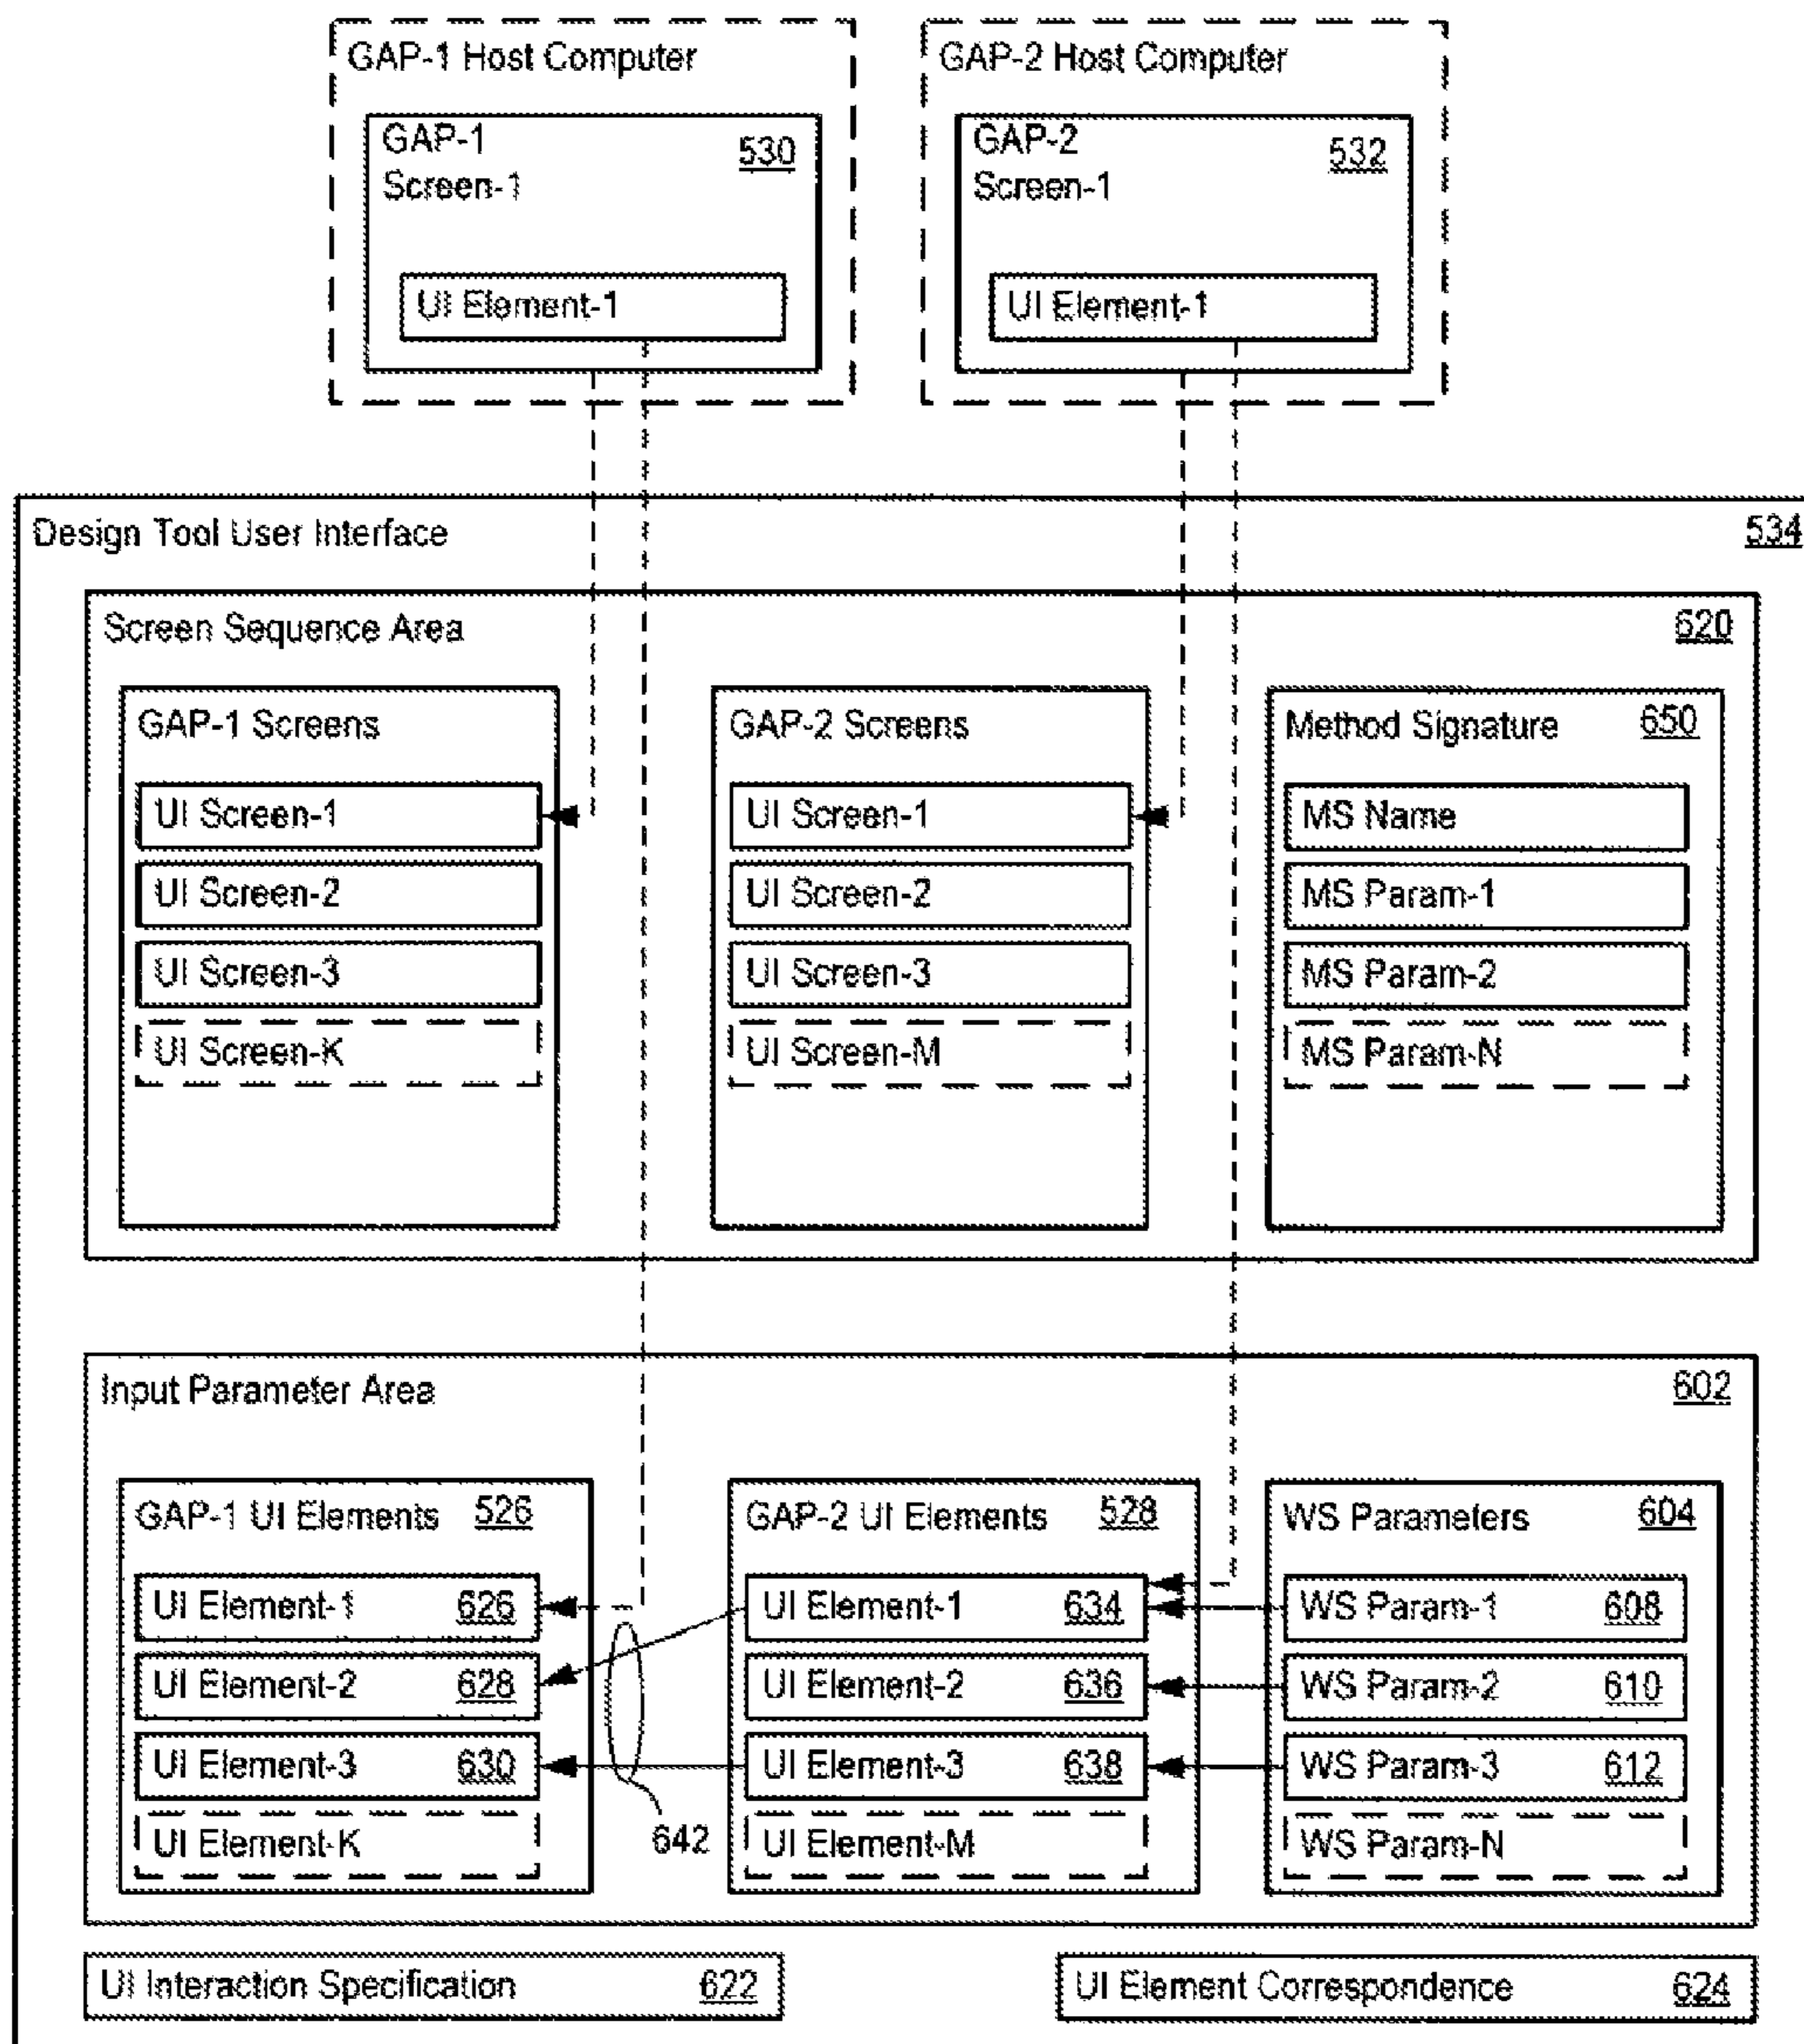 GAP-1 Host Computer
GAP-1 530
Screen-1
UI Element-1
GAP-2 Host Computer
GAP-2 532
Screen-1
UI Element-1
Design Tool User Interface 534
Screen Sequence Area 620
GAP-1 Screens
UI Screen-1
UI Screen-2
UI Screen-3
UI Screen-K
GAP-2 Screens
UI Screen-1
UI Screen-2
UI Screen-3
UI Screen-M
Method Signature 650
MS Name
MS Param-1
MS Param-2
MS Param-N
Input Parameter Area 602
GAP-1 UI Elements 526
UI Element-1 626
UI Element-2 628
UI Element-3 630
UI Element-K
642
GAP-2 UI Elements 528
UI Element-1 634
UI Element-2 636
UI Element-3 638
UI Element-M
WS Parameters 604
WS Param-1 608
WS Param-2 610
WS Param-3 612
WS Param-N
UI Interaction Specification 622
UI Element Correspondence 624